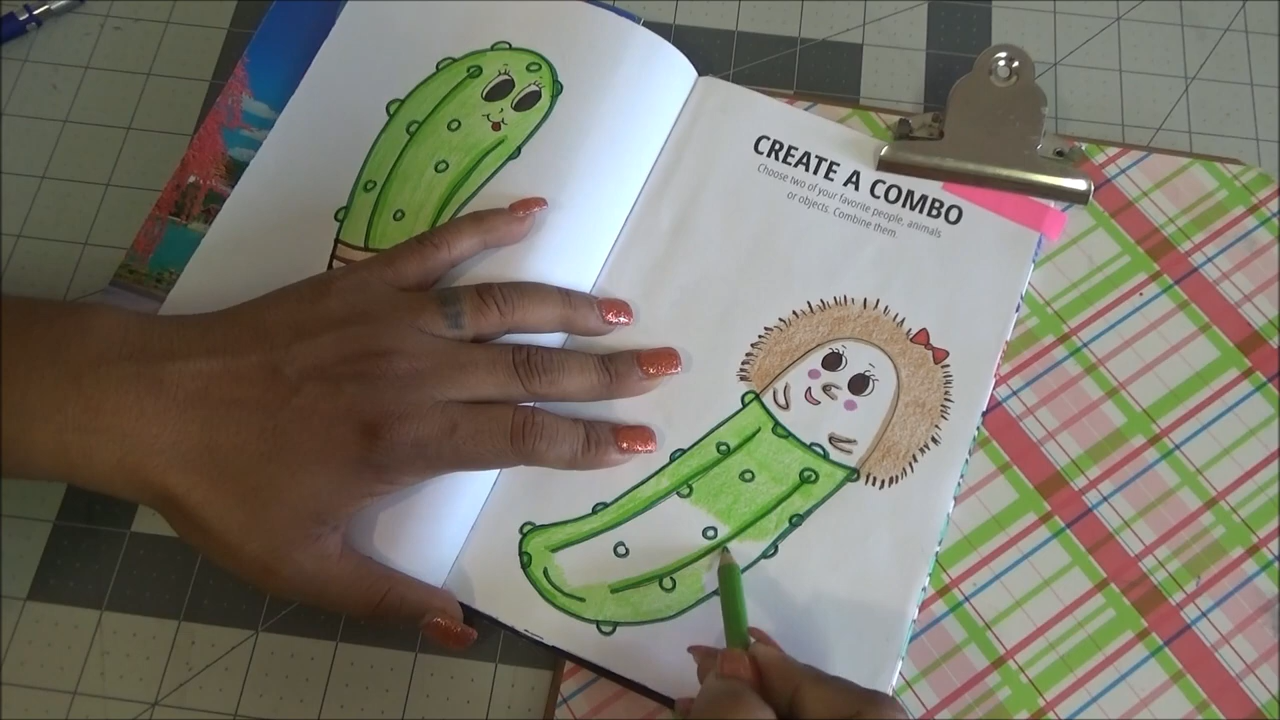 CREATE A COMBO
Choose two of your favorite people, animals
or objects. Combine them.